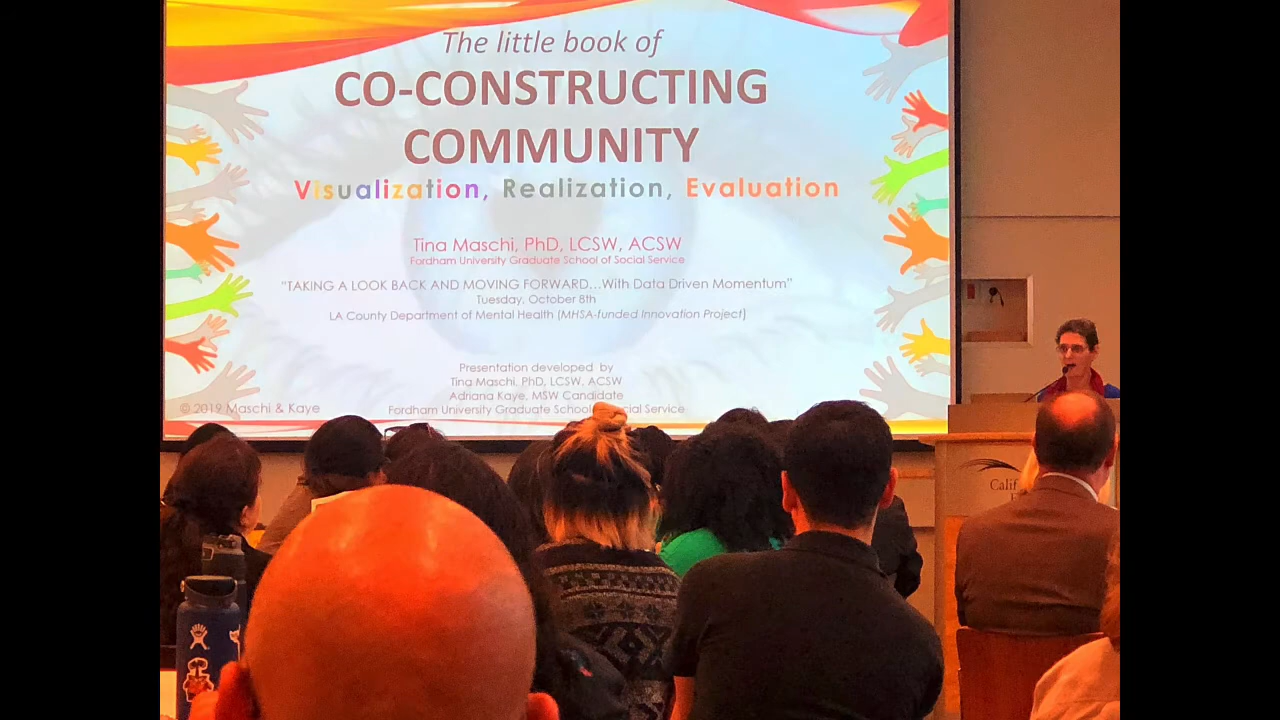 The little book of
CO-CONSTRUCTING
COMMUNITY
Visualization, Realization, Evaluation
Tina Maschi, PhD, LCSW, ACSW
Fordham University Graduate School of Social Service
"TAKING A LOOK BACK AND MOVING FORWARD...With Data Driven Momentum"
Tuesday, October 8th
LA County Department of Mental Health (MHSA-funded Innovation Project)
Presentation developed by
Tina Maschi, PhD, LCSW, ACSW
Adriana Kaye, MSW Candidate
© 2019 Maschi & Kaye
Fordham University Graduate School cial Service
Calif